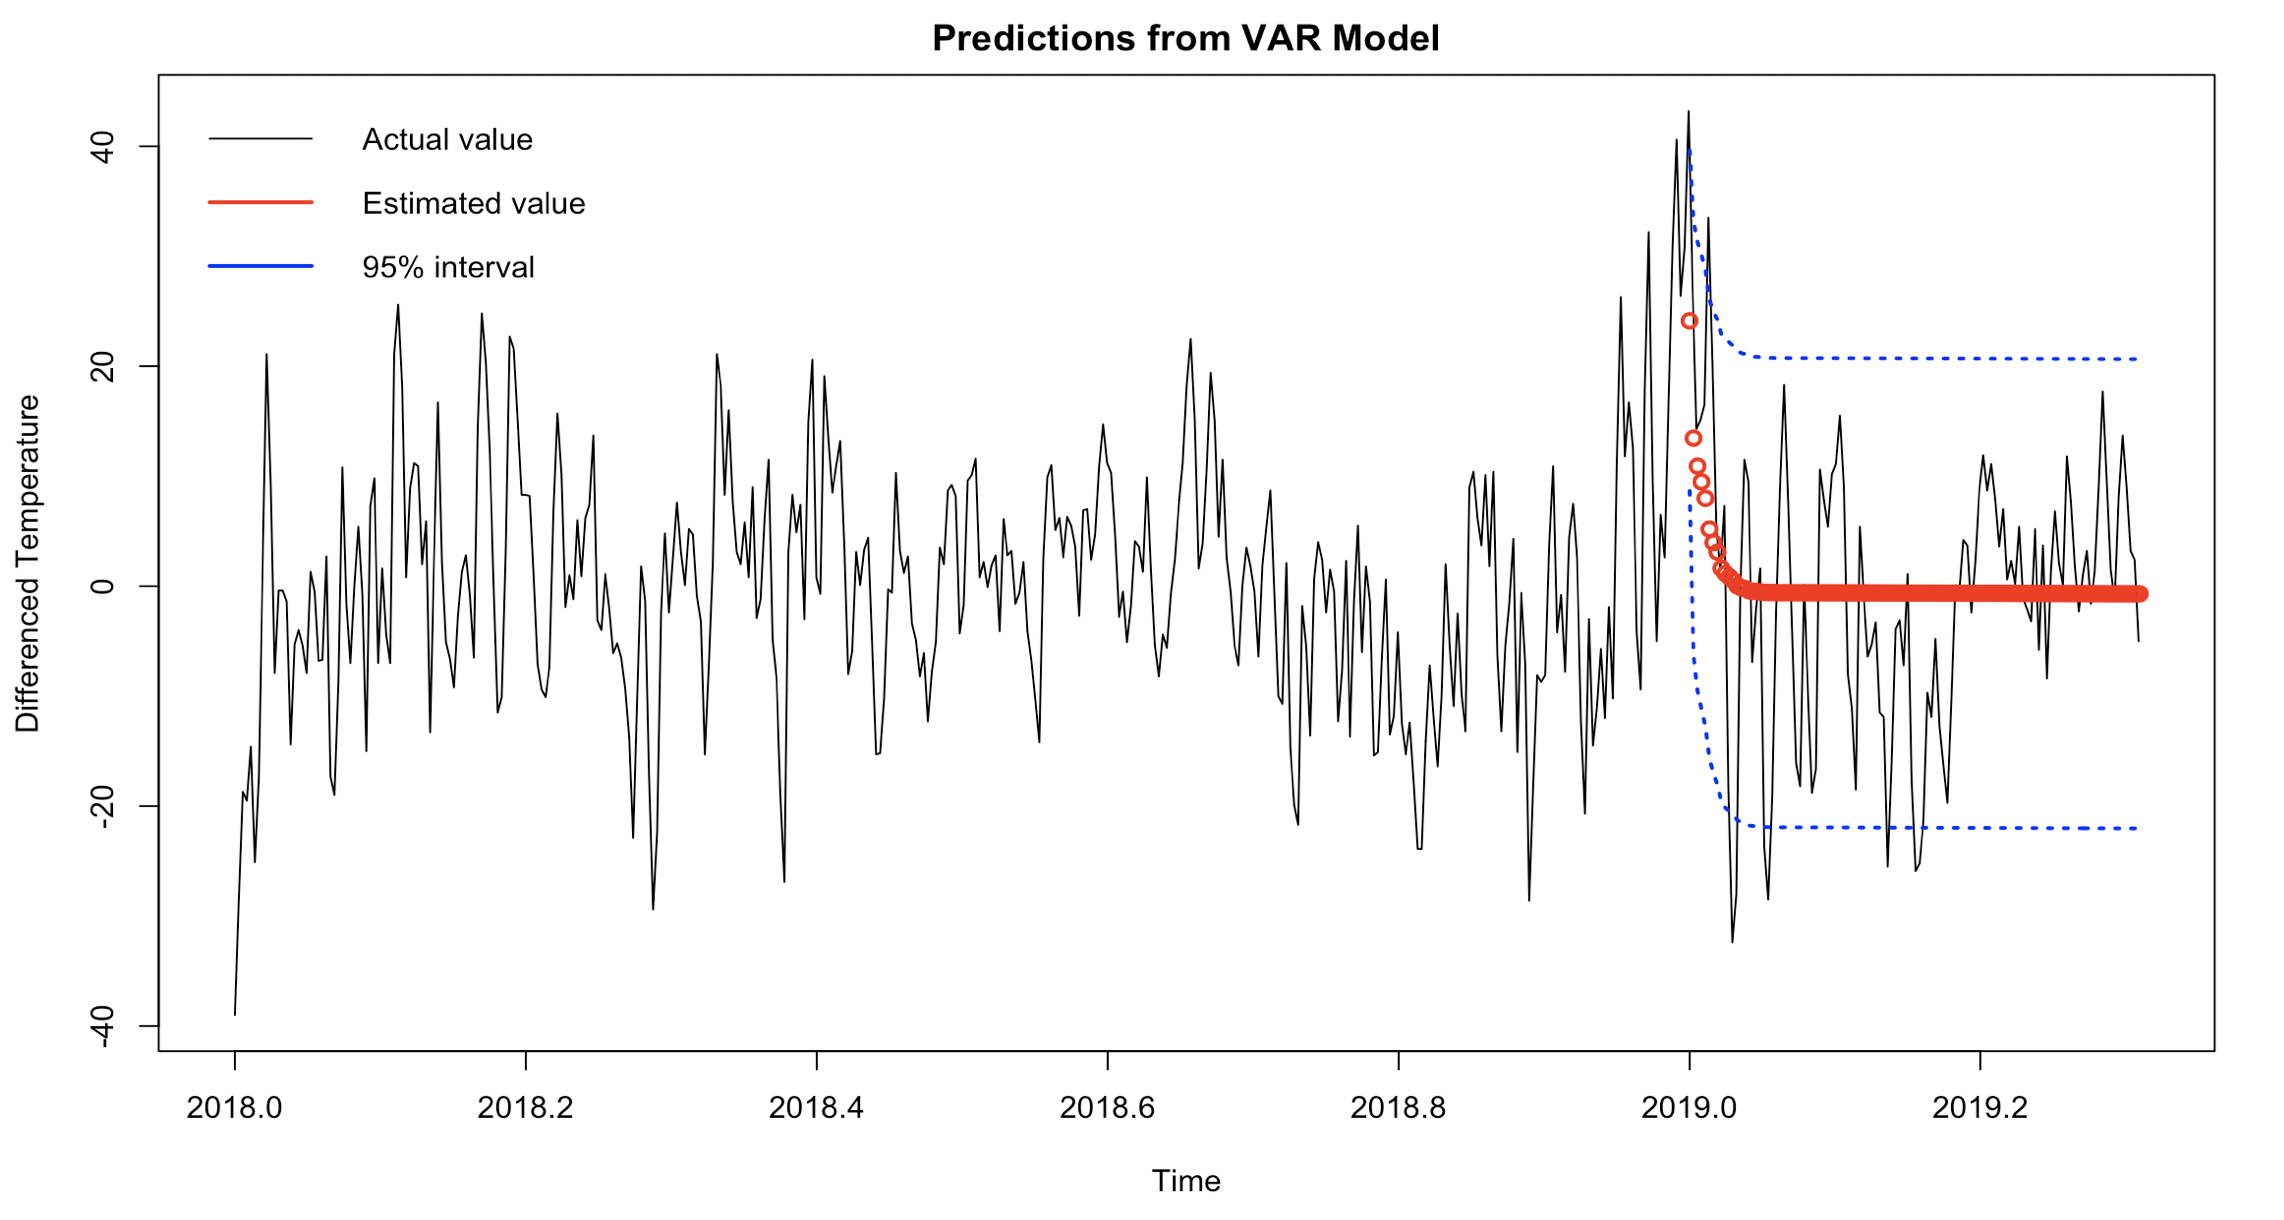 Predictions from VAR Model
Actual value
Estimated value
95% interval
Differenced Temperature
40
20
0
-20
-40
2018.0 2018.2 2018.4 2018.6 2018.8 2019.0 2019.2
Time